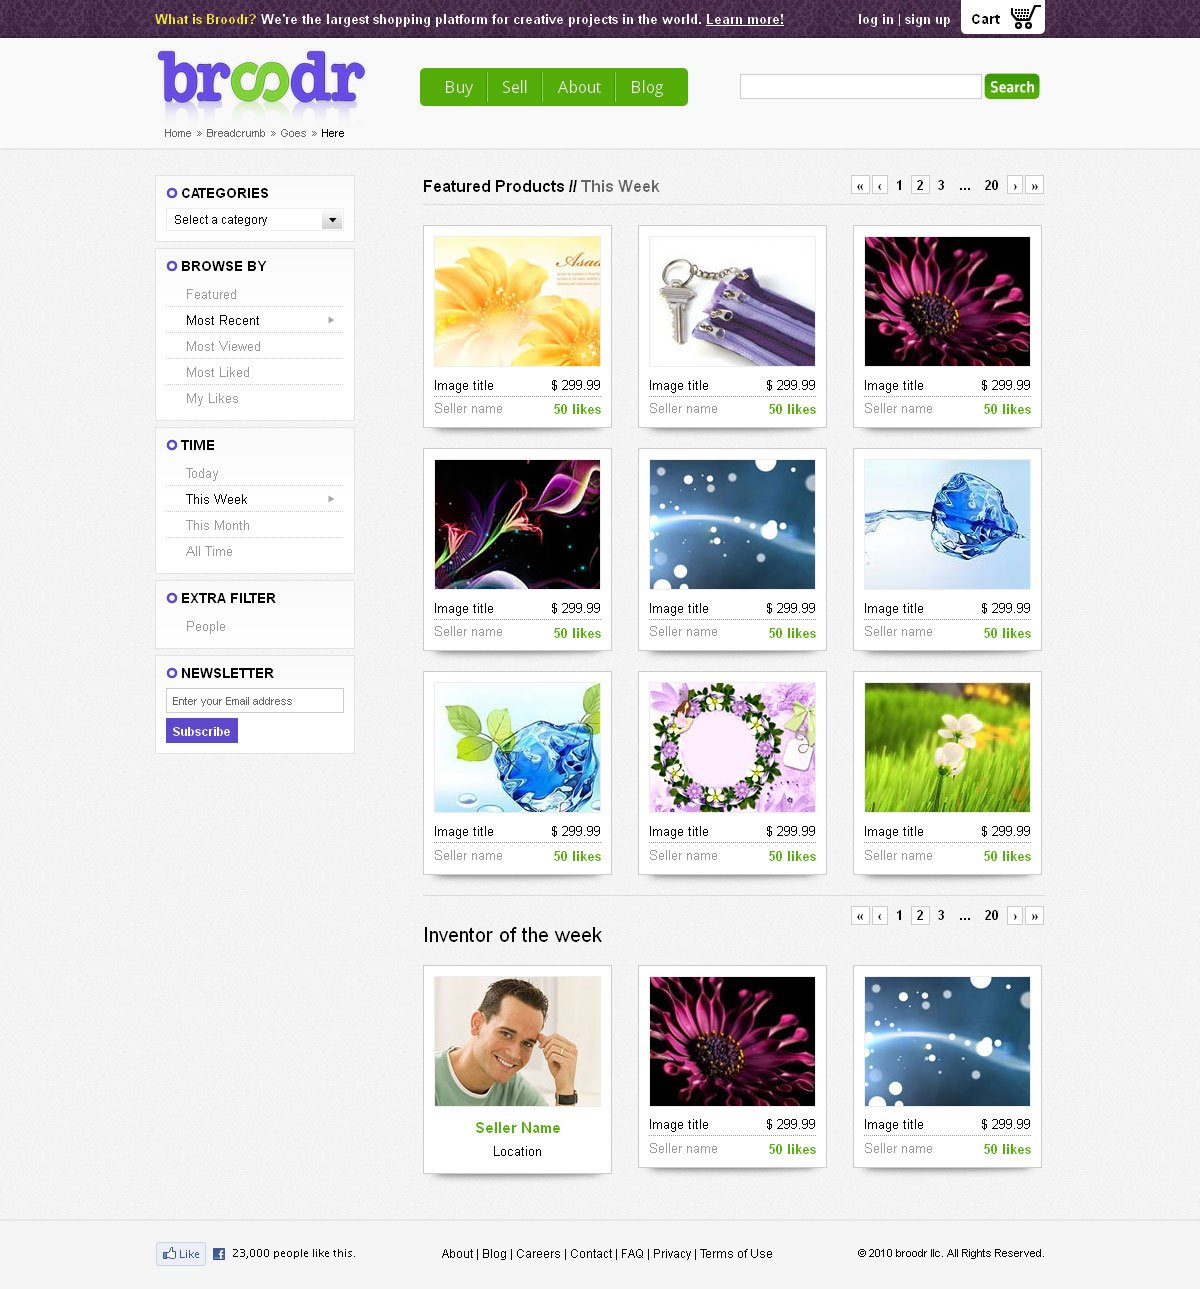 What is Broodr? We're the largest shopping platform for creative projects in the world. Learn more!
log in | sign up
Cart
broodr
Buy
Sell
About
Blog
Search
Home » Breadcrumb » Goes » Here
CATEGORIES
Select a category
BROWSE BY
Featured
Most Recent
Most Viewed
Most Liked
My Likes
TIME
Today
This Week
This Month
All Time
EXTRA FILTER
People
NEWSLETTER
Enter your Email address
Subscribe
Featured Products // This Week
« ‹ 1 2 3 ... 20 › »
Image title $ 299.99
Seller name 50 likes
Image title $ 299.99
Seller name 50 likes
Image title $ 299.99
Seller name 50 likes
Image title $ 299.99
Seller name 50 likes
Image title $ 299.99
Seller name 50 likes
Image title $ 299.99
Seller name 50 likes
Image title $ 299.99
Seller name 50 likes
Image title $ 299.99
Seller name 50 likes
Image title $ 299.99
Seller name 50 likes
« ‹ 1 2 3 ... 20 › »
Inventor of the week
Seller Name
Location
Image title $ 299.99
Seller name 50 likes
Image title $ 299.99
Seller name 50 likes
Like
23,000 people like this.
About | Blog | Careers | Contact | FAQ | Privacy | Terms of Use
© 2010 broodr llc. All Rights Reserved.